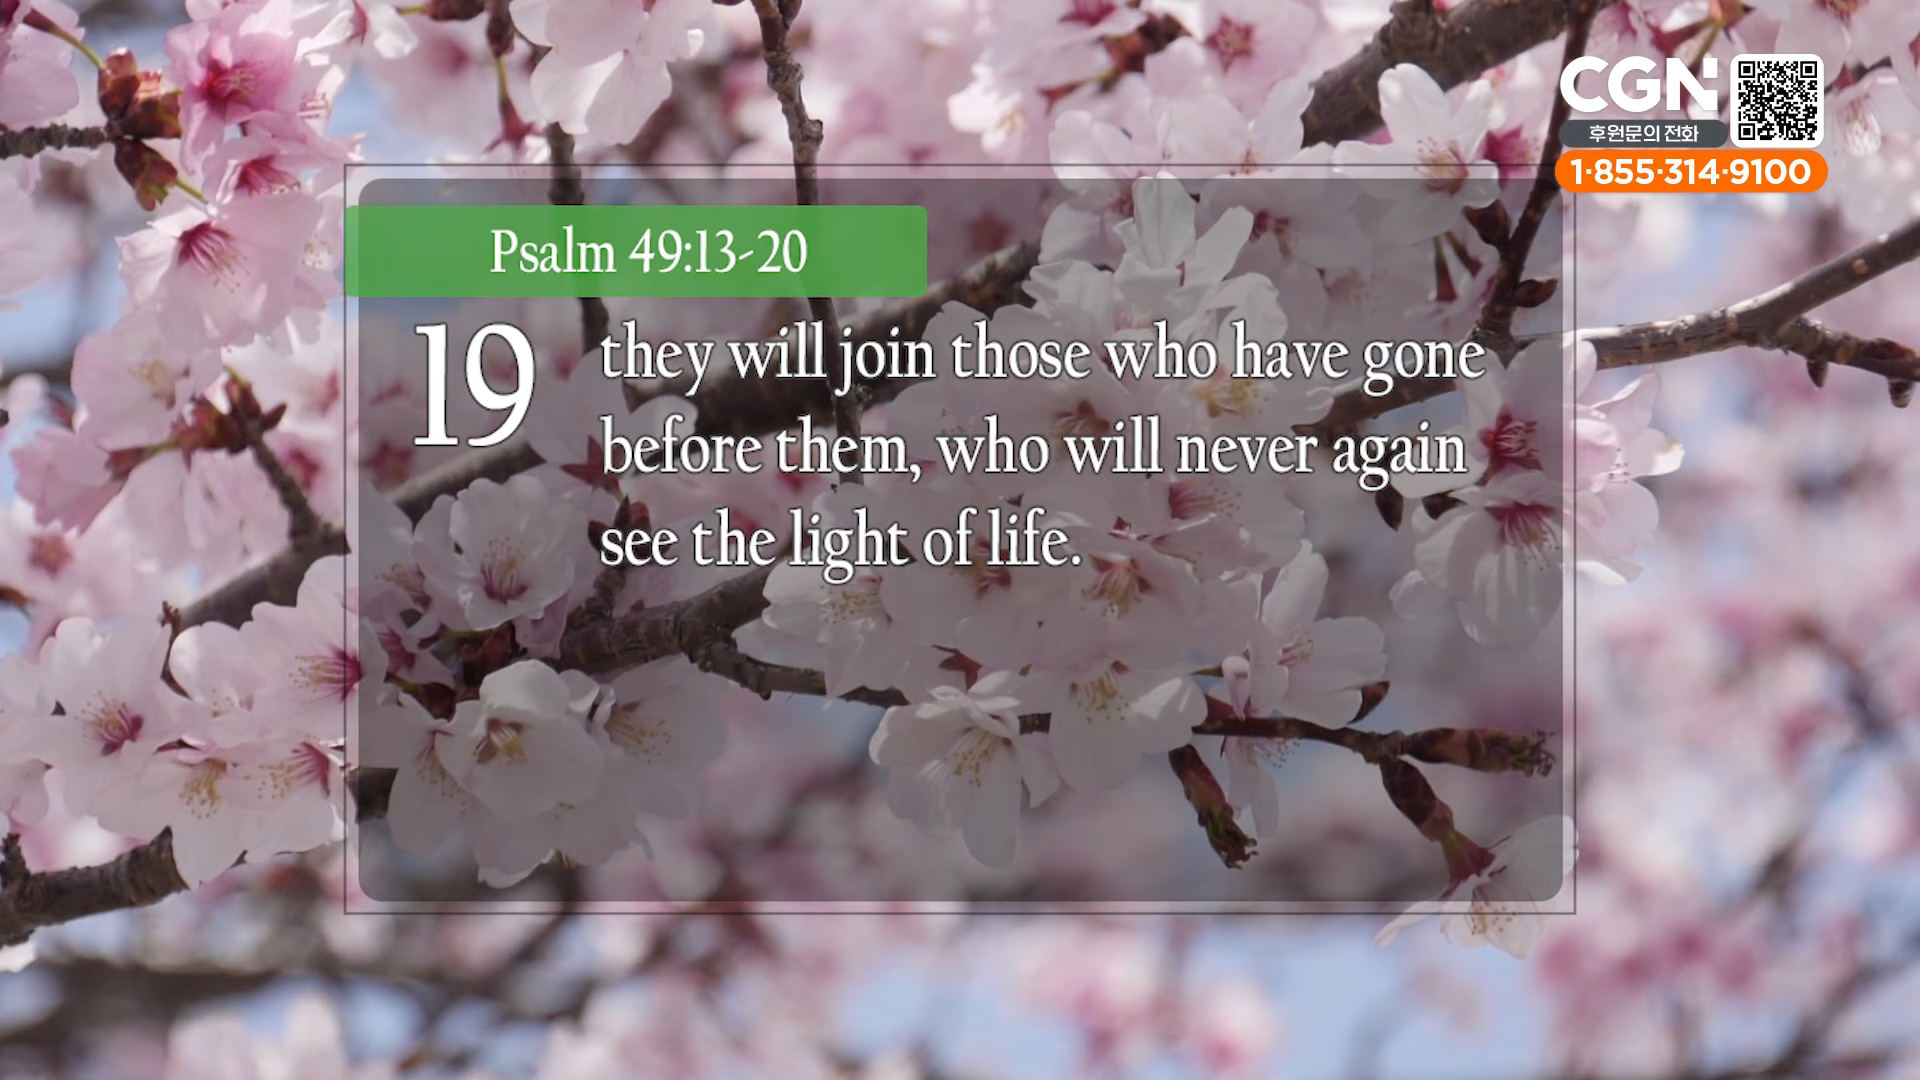 CGN
후원문의 전화
1·855·314·9100
Psalm 49:13-20
19
they will join those who have gone
before them, who will never again
see the light of life.